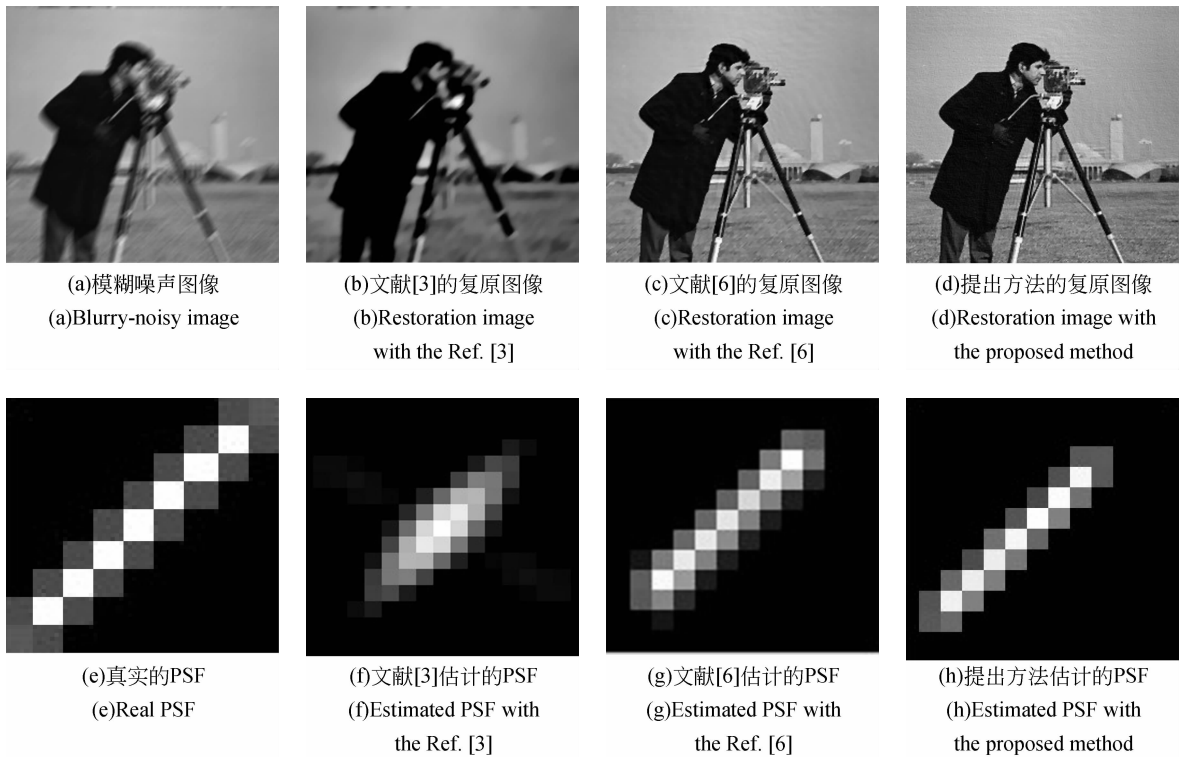 (a)模糊噪声图像
(a)Blurry-noisy image
(b)文献[3]的复原图像
(b)Restoration image
with the Ref. [3]
(c)文献[6]的复原图像
(c)Restoration image
with the Ref. [6]
(d)提出方法的复原图像
(d)Restoration image with
the proposed method
(e)真实的PSF
(e)Real PSF
(f)文献[3]估计的PSF
(f)Estimated PSF with
the Ref. [3]
(g)文献[6]估计的PSF
(g)Estimated PSF with
the Ref. [6]
(h)提出方法估计的PSF
(h)Estimated PSF with
the proposed method